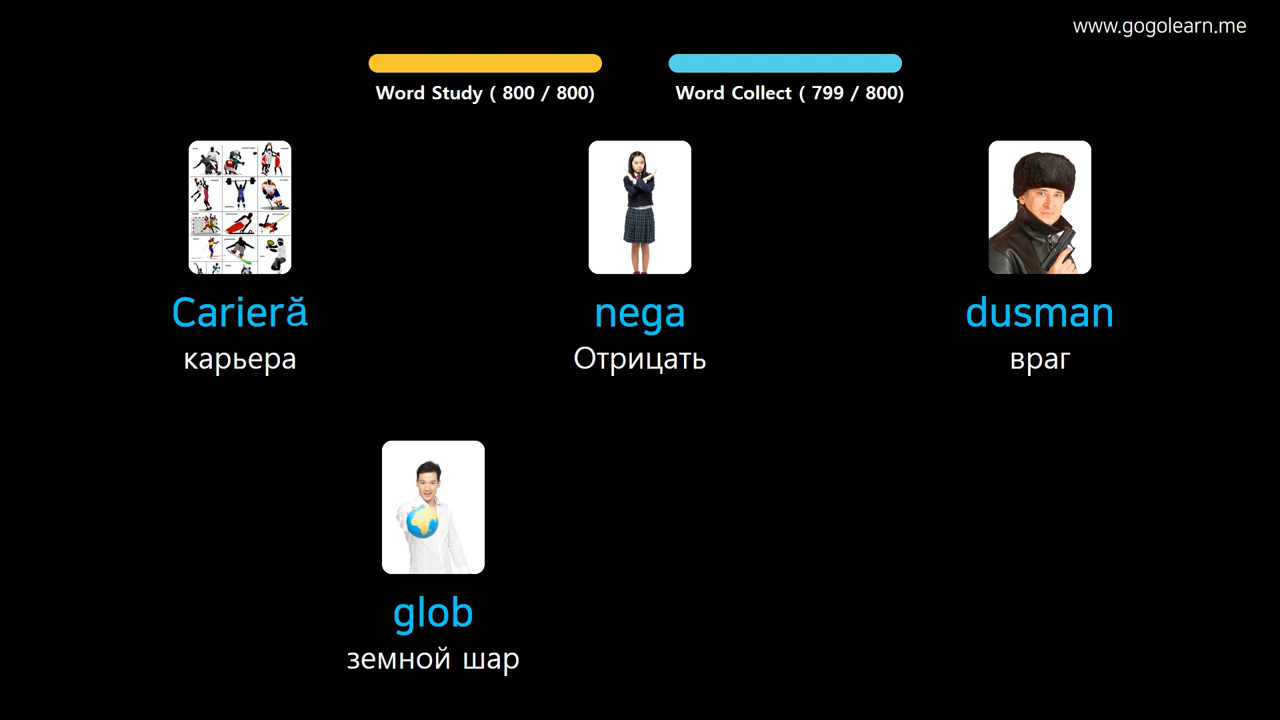 www.gogolearn.me
Word Study ( 800 / 800)
Word Collect ( 799 / 800)
Carieră
nega
dusman
карьера
Отрицать
враг
glob
земной шар